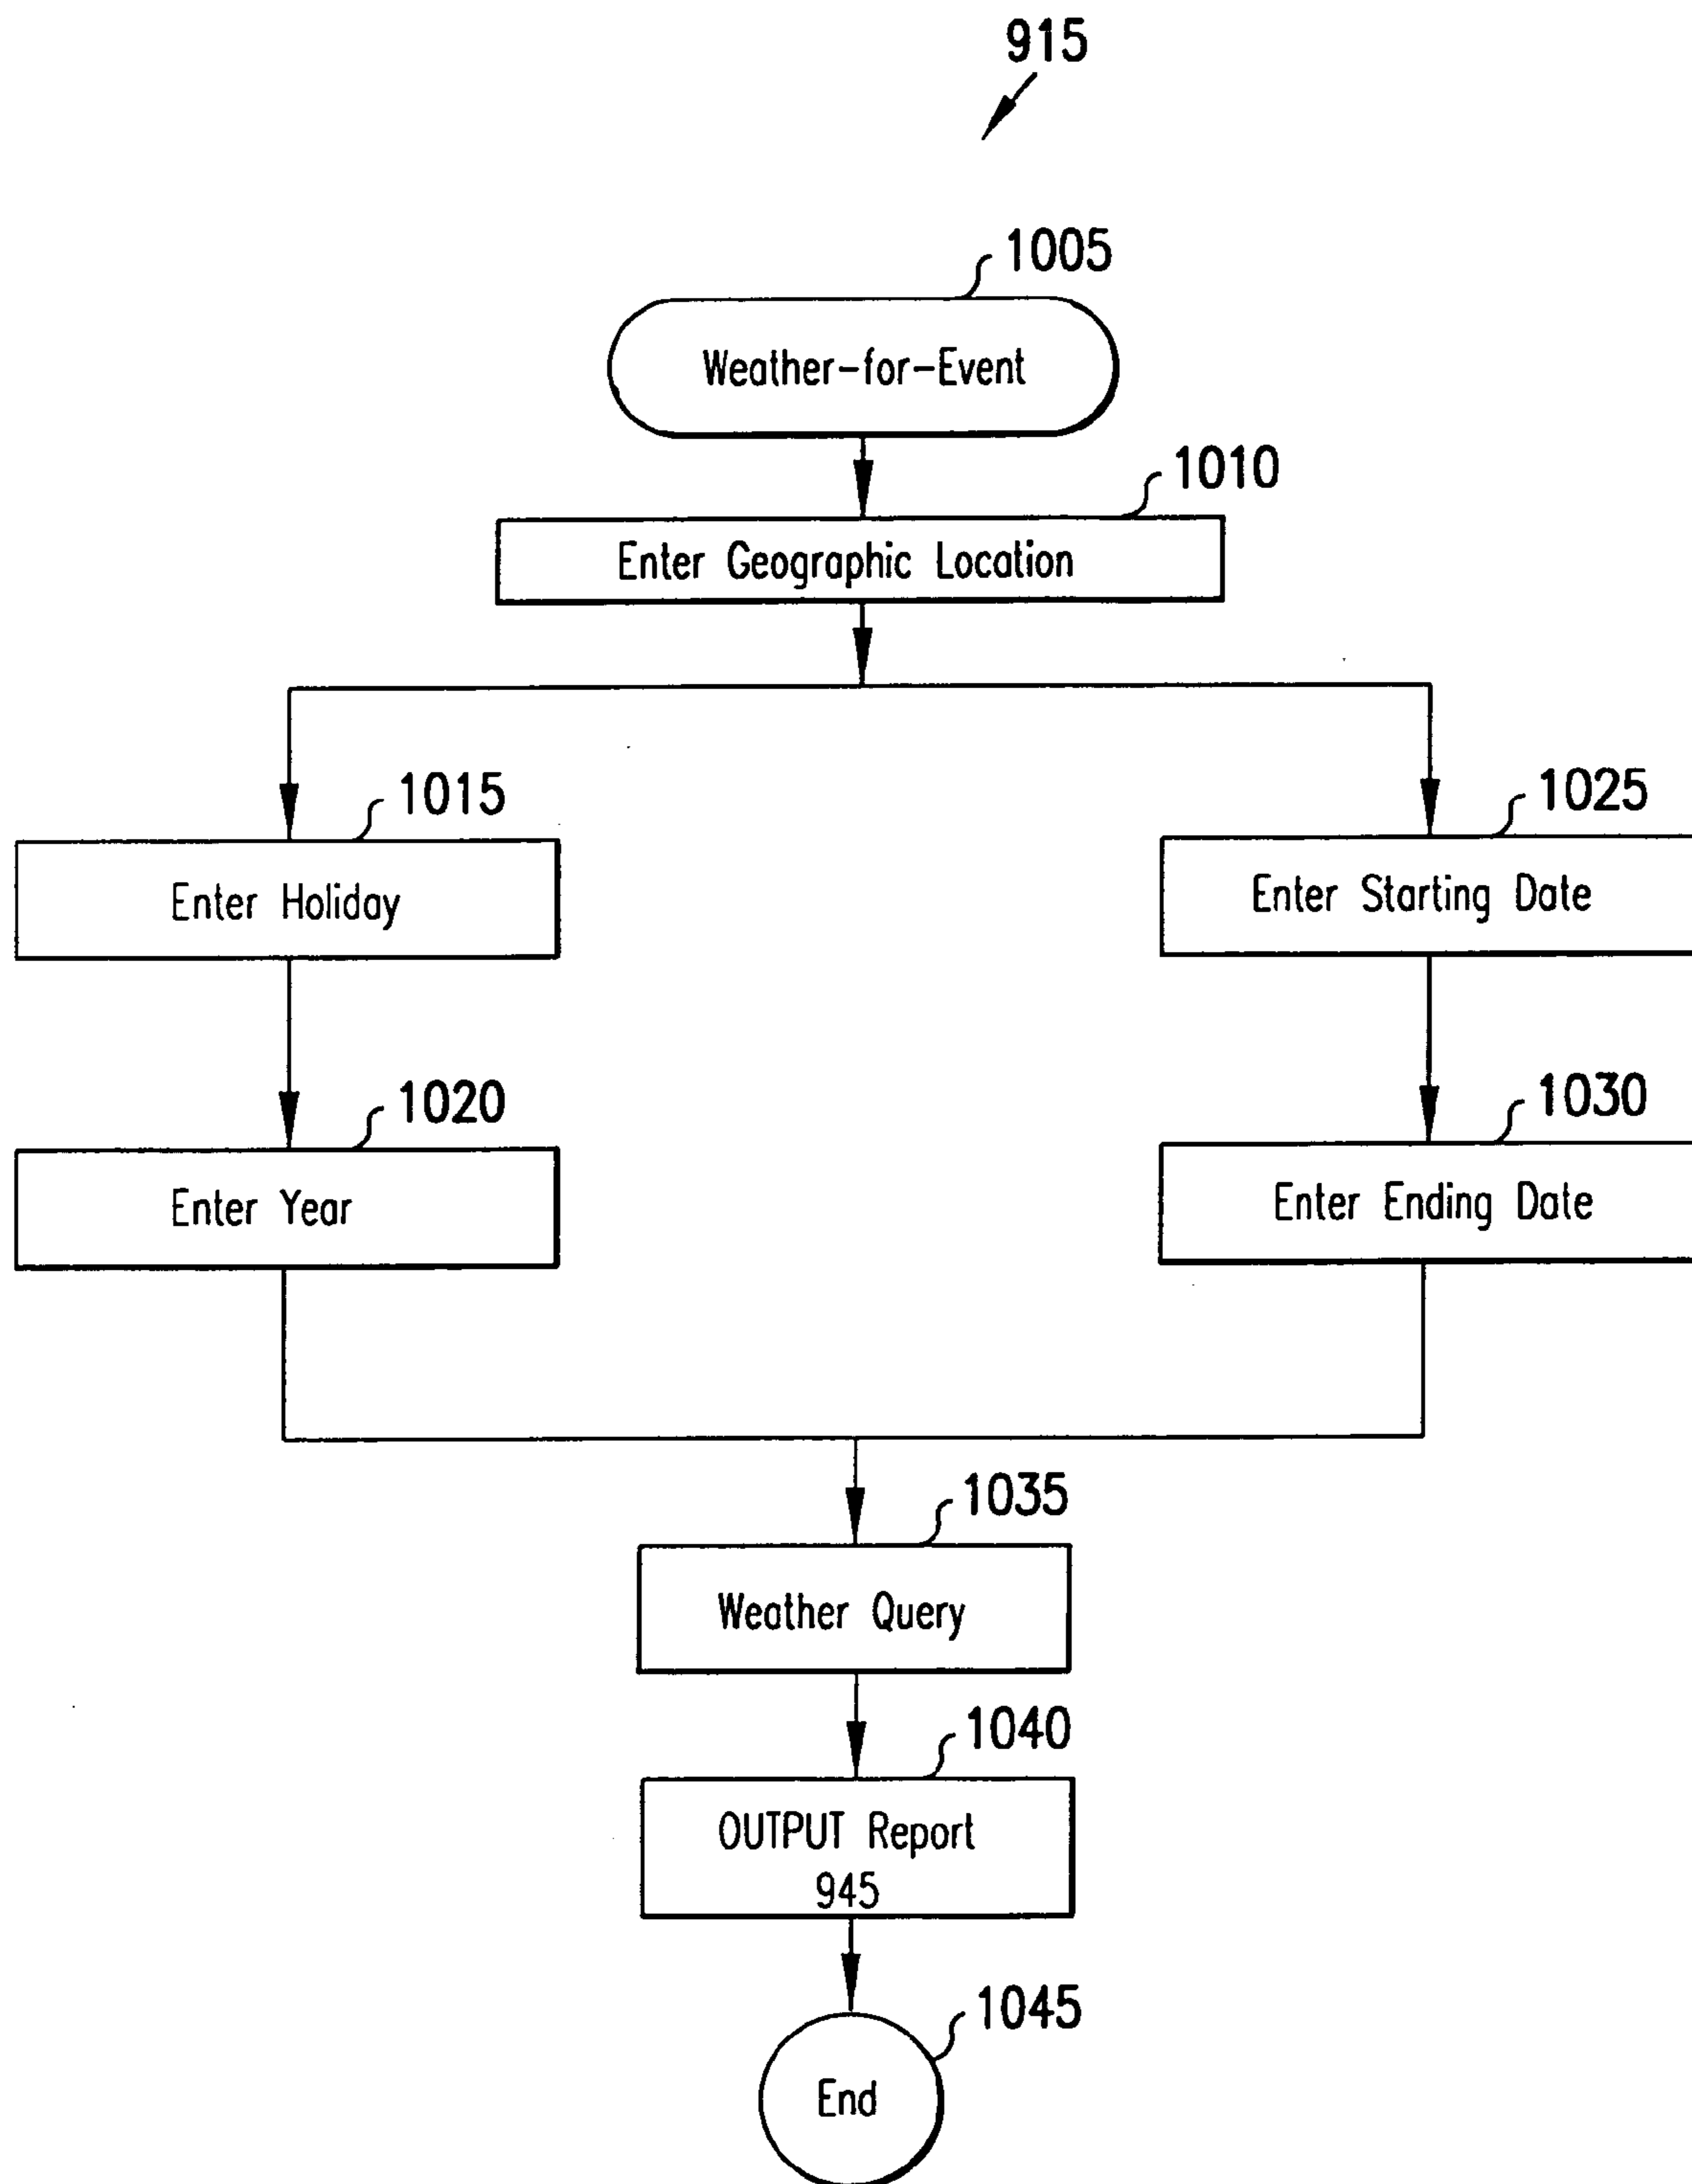 915
1005
Weather-for-Event
1010
Enter Geographic Location
1015
Enter Holiday
1025
Enter Starting Date
1020
Enter Year
1030
Enter Ending Date
1035
Weather Query
1040
OUTPUT Report
945
1045
End